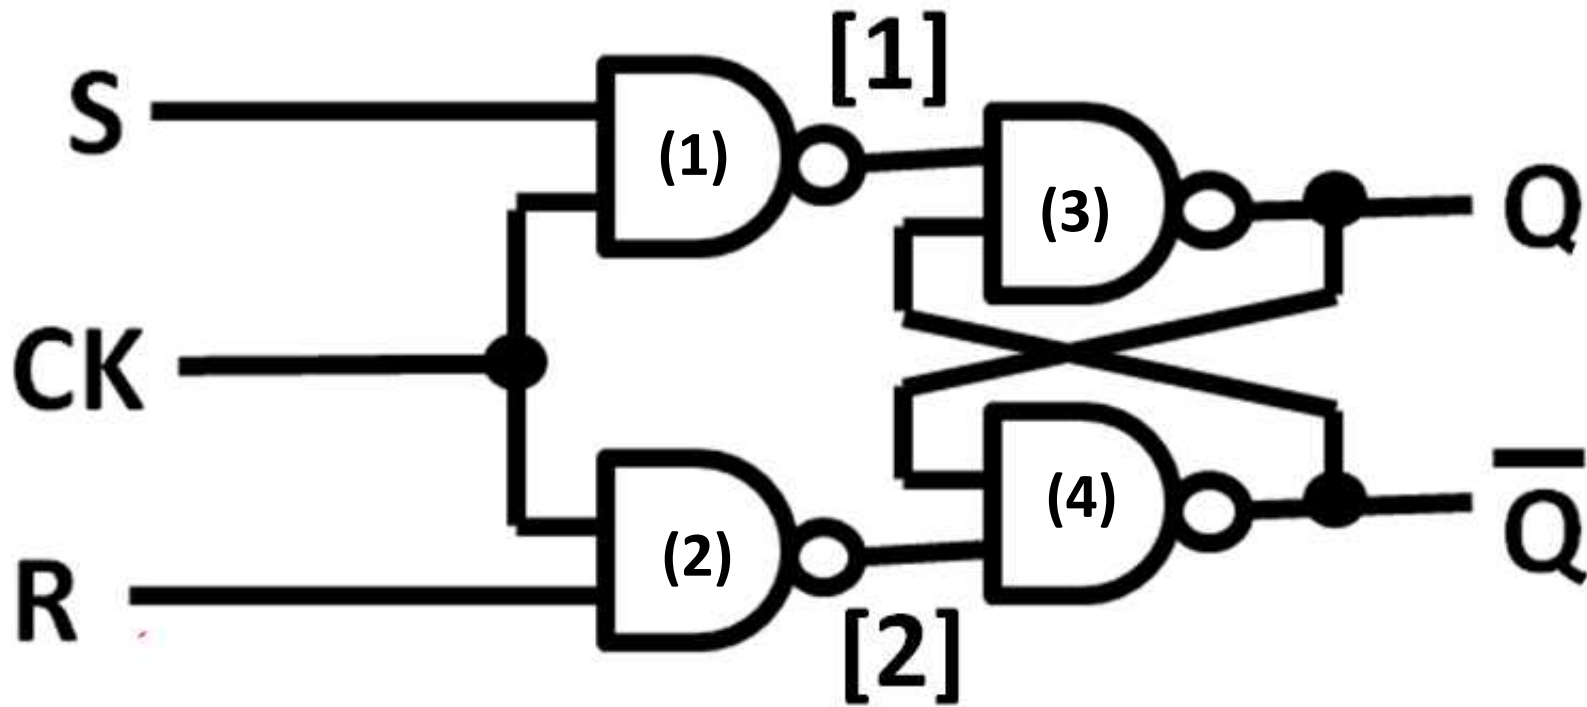 [1]
S
(1)
(3)
Q
CK
(4)
Q̅
(2)
R
[2]